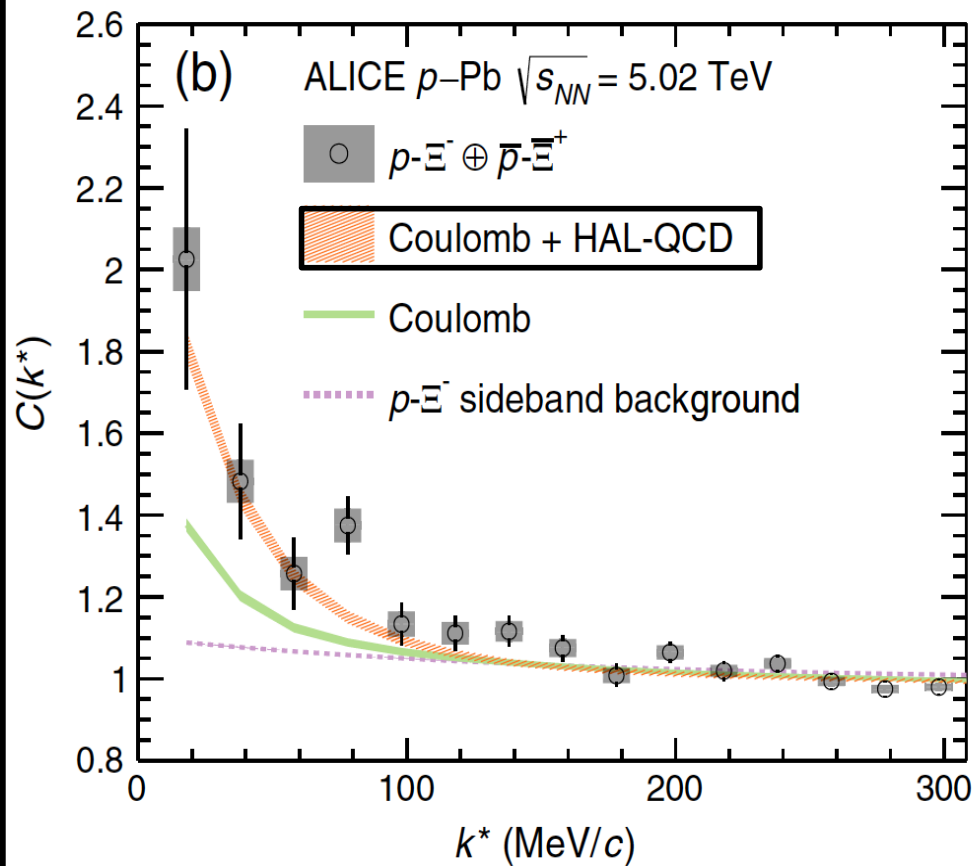 (b)
ALICE p–Pb √s_NN = 5.02 TeV
p-Ξ⁻ ⊕ p̅-Ξ̅⁺
Coulomb + HAL-QCD
Coulomb
p-Ξ⁻ sideband background
C(k*)
2.6
2.4
2.2
2
1.8
1.6
1.4
1.2
1
0.8
0 100 200 300
k* (MeV/c)